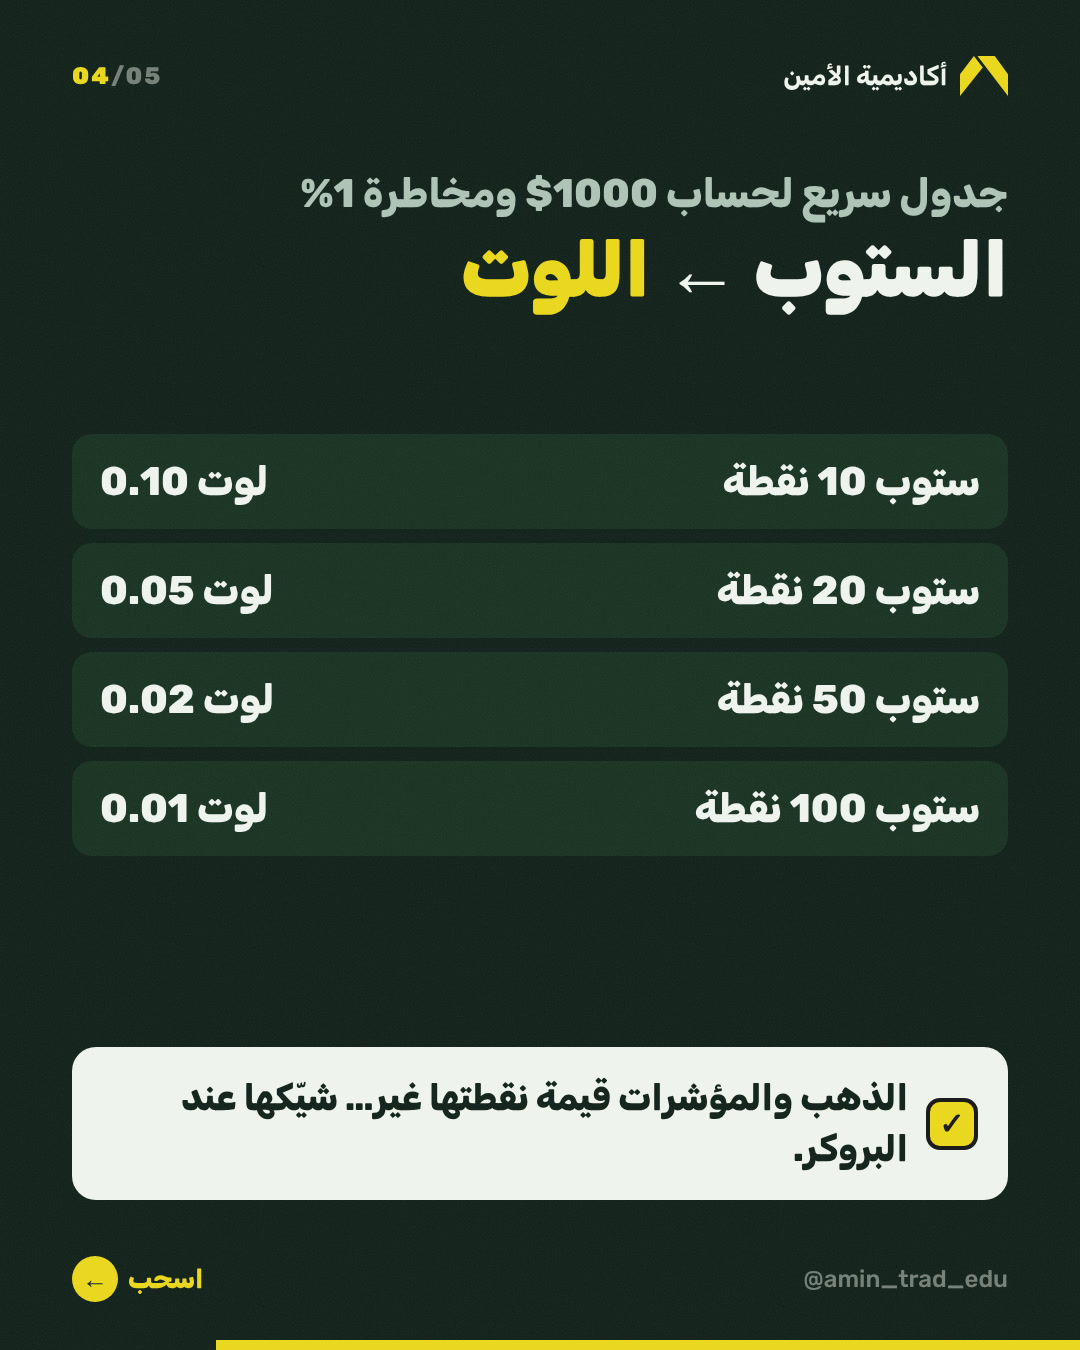 أكاديمية الأمين
04/05
جدول سريع لحساب 1000$ ومخاطرة 1%
الستوب ← اللوت
ستوب 10 نقطة لوت 0.10
ستوب 20 نقطة لوت 0.05
ستوب 50 نقطة لوت 0.02
ستوب 100 نقطة لوت 0.01
✓ الذهب والمؤشرات قيمة نقطتها غير... شيّكها عند
البروكر.
@amin_trad_edu
اسحب ←